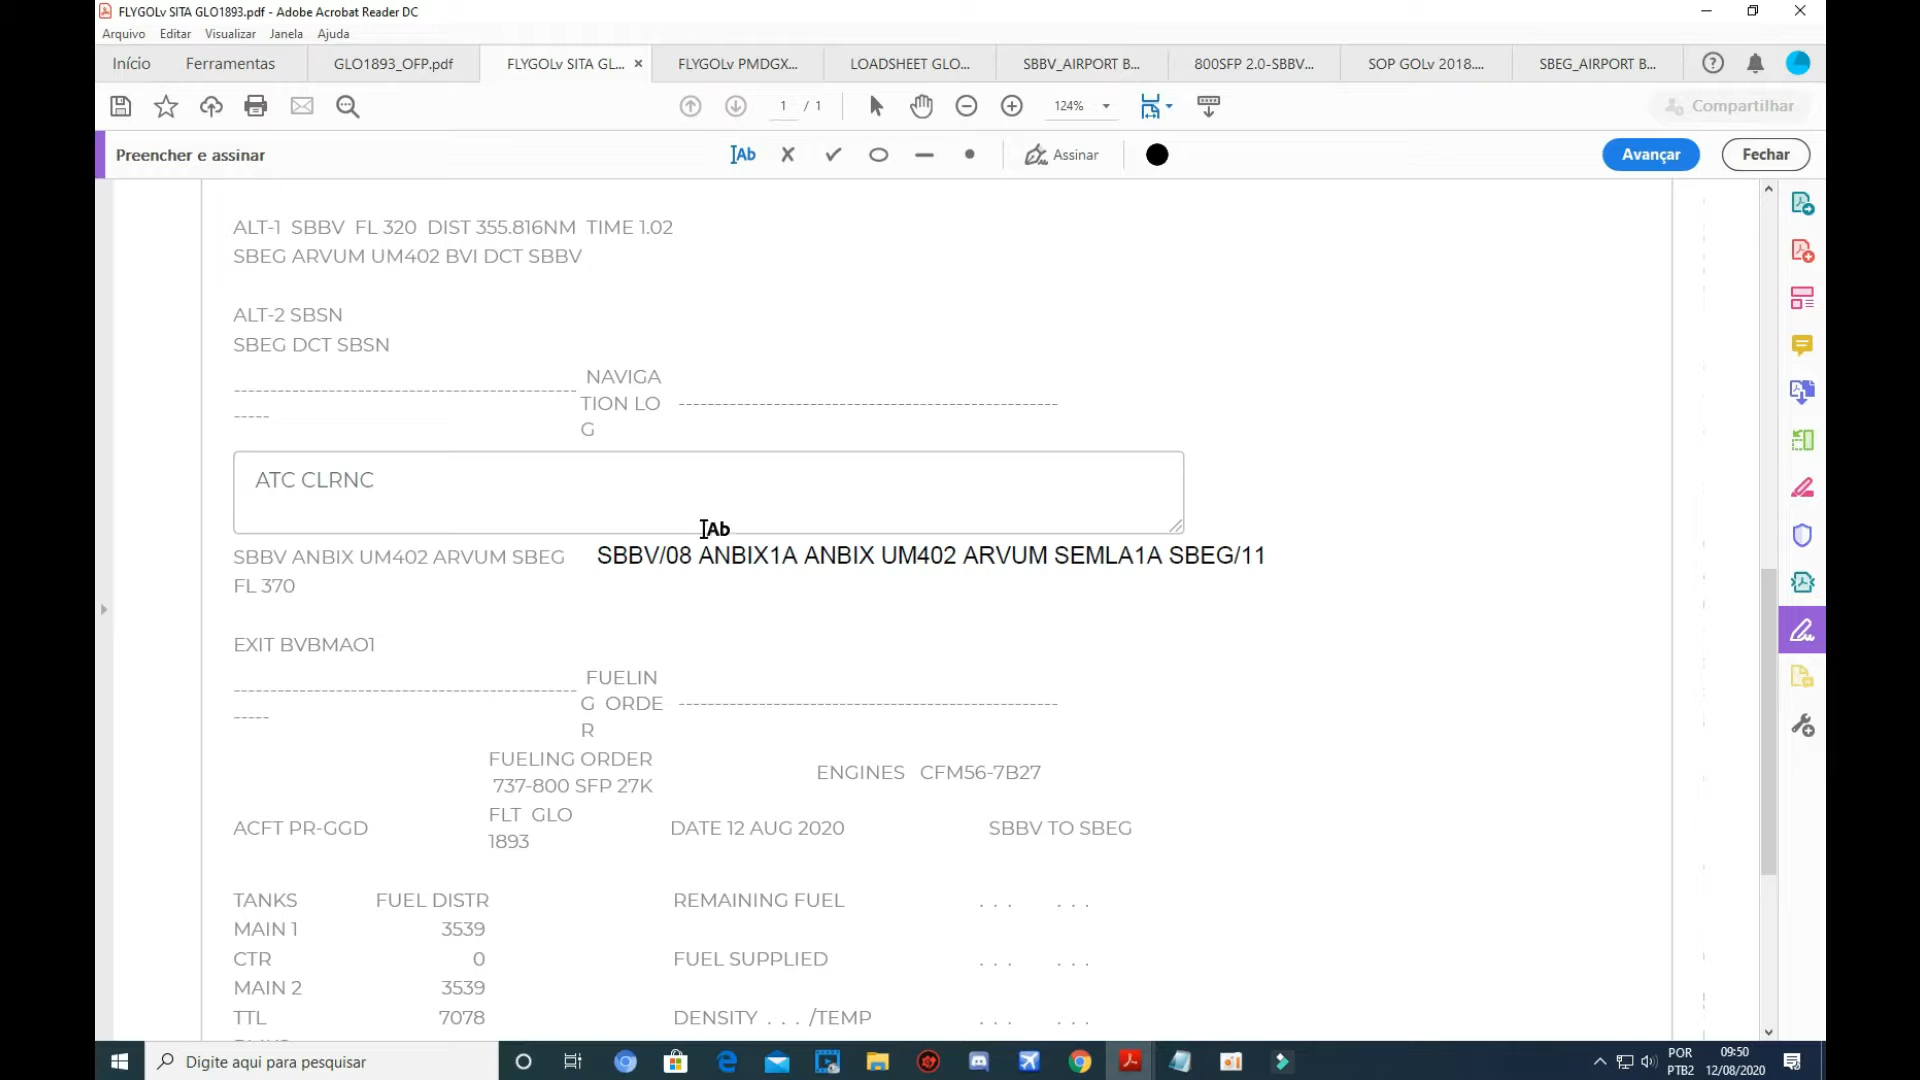 FLYGOLv SITA GLO1893.pdf - Adobe Acrobat Reader DC
Arquivo Editar Visualizar Janela Ajuda
Início Ferramentas GLO1893_OFP.pdf FLYGOLv SITA GL... × FLYGOLv PMDGX... LOADSHEET GLO... SBBV_AIRPORT B... 800SFP 2.0-SBBV... SOP GOLv 2018.... SBEG_AIRPORT B...
1 / 1 124% Compartilhar
Preencher e assinar IAb Assinar Avançar Fechar
ALT-1 SBBV FL 320 DIST 355.816NM TIME 1.02
SBEG ARVUM UM402 BVI DCT SBBV
ALT-2 SBSN
SBEG DCT SBSN
---------------------------------------------- NAVIGA
TION LO --------------------------------------------------
----- G
ATC CLRNC
IAb
SBBV ANBIX UM402 ARVUM SBEG SBBV/08 ANBIX1A ANBIX UM402 ARVUM SEMLA1A SBEG/11
FL 370
EXIT BVBMAO1
---------------------------------------------- FUELIN
G ORDE --------------------------------------------------
----- R
FUELING ORDER
737-800 SFP 27K ENGINES CFM56-7B27
ACFT PR-GGD FLT GLO
1893 DATE 12 AUG 2020 SBBV TO SBEG
TANKS FUEL DISTR REMAINING FUEL . . . . . .
MAIN 1 3539
CTR 0 FUEL SUPPLIED . . . . . .
MAIN 2 3539
TTL 7078 DENSITY . . . /TEMP . . . . . .
Digite aqui para pesquisar
POR 09:50
PTB2 12/08/2020